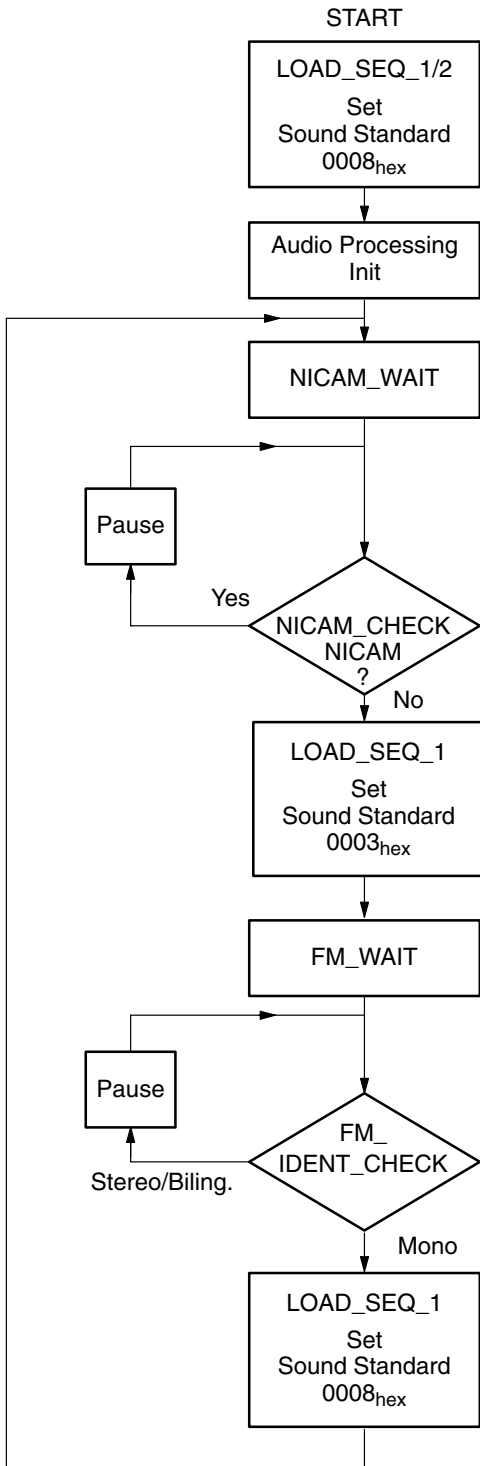 START
LOAD_SEQ_1/2
Set
Sound Standard
0008hex
Audio Processing
Init
NICAM_WAIT
Pause
Yes
NICAM_CHECK
NICAM
?
No
LOAD_SEQ_1
Set
Sound Standard
0003hex
FM_WAIT
Pause
FM_
IDENT_CHECK
Stereo/Biling.
Mono
LOAD_SEQ_1
Set
Sound Standard
0008hex